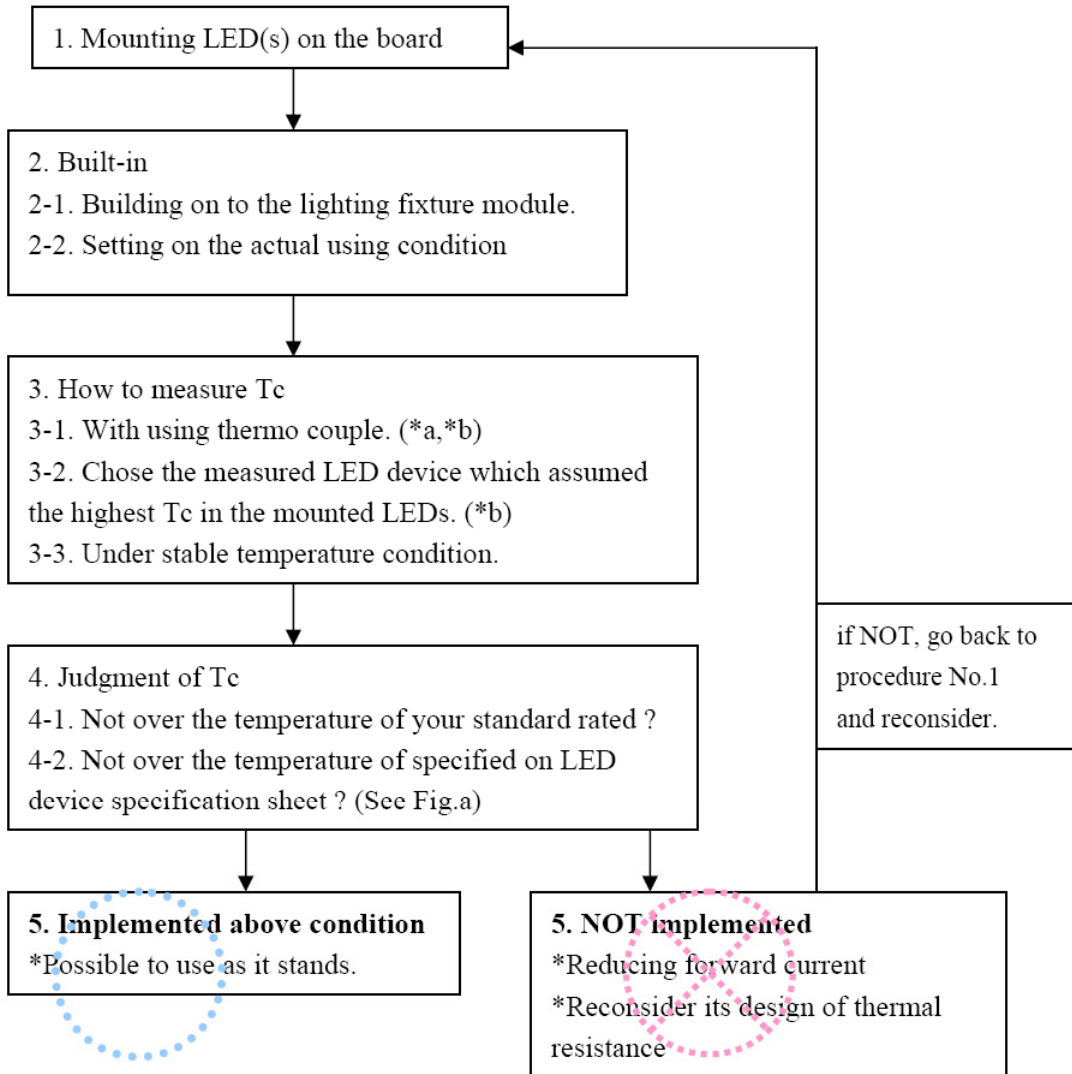 1. Mounting LED(s) on the board
2. Built-in
2-1. Building on to the lighting fixture module.
2-2. Setting on the actual using condition
3. How to measure Tc
3-1. With using thermo couple. (*a,*b)
3-2. Chose the measured LED device which assumed
the highest Tc in the mounted LEDs. (*b)
3-3. Under stable temperature condition.
if NOT, go back to
procedure No.1
and reconsider.
4. Judgment of Tc
4-1. Not over the temperature of your standard rated ?
4-2. Not over the temperature of specified on LED
device specification sheet ? (See Fig.a)
5. Implemented above condition
*Possible to use as it stands.
5. NOT implemented
*Reducing forward current
*Reconsider its design of thermal
resistance